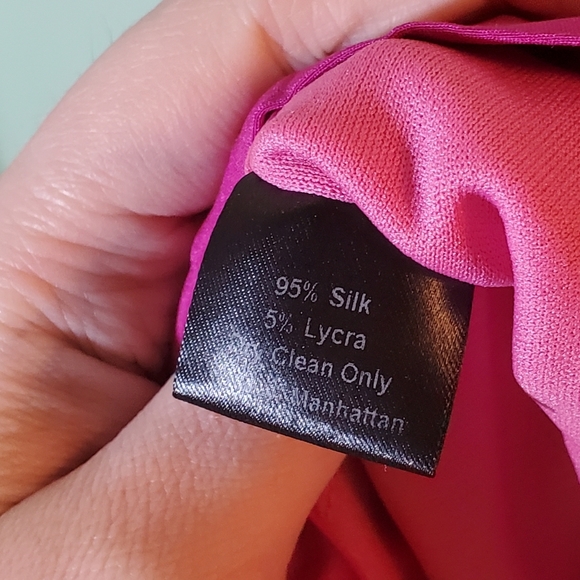 95% Silk
5% Lycra
Clean Only
Manhattan